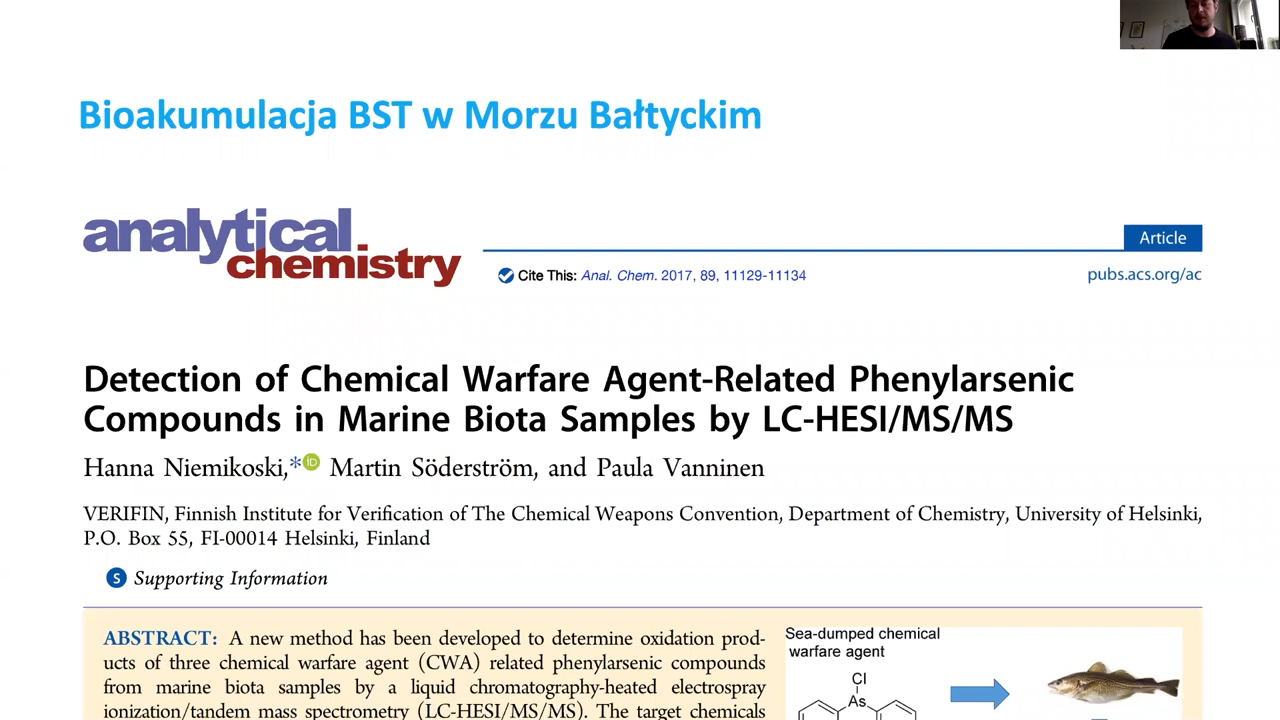 Bioakumulacja BST w Morzu Bałtyckim
analytical
chemistry
Article
Cite This: Anal. Chem. 2017, 89, 11129-11134
pubs.acs.org/ac
Detection of Chemical Warfare Agent-Related Phenylarsenic
Compounds in Marine Biota Samples by LC-HESI/MS/MS
Hanna Niemikoski,* iD Martin Söderström, and Paula Vanninen
VERIFIN, Finnish Institute for Verification of The Chemical Weapons Convention, Department of Chemistry, University of Helsinki,
P.O. Box 55, FI-00014 Helsinki, Finland
S Supporting Information
ABSTRACT: A new method has been developed to determine oxidation prod-
ucts of three chemical warfare agent (CWA) related phenylarsenic compounds
from marine biota samples by a liquid chromatography-heated electrospray
ionization/tandem mass spectrometry (LC-HESI/MS/MS). The target chemicals
Sea-dumped chemical
warfare agent
Cl
As